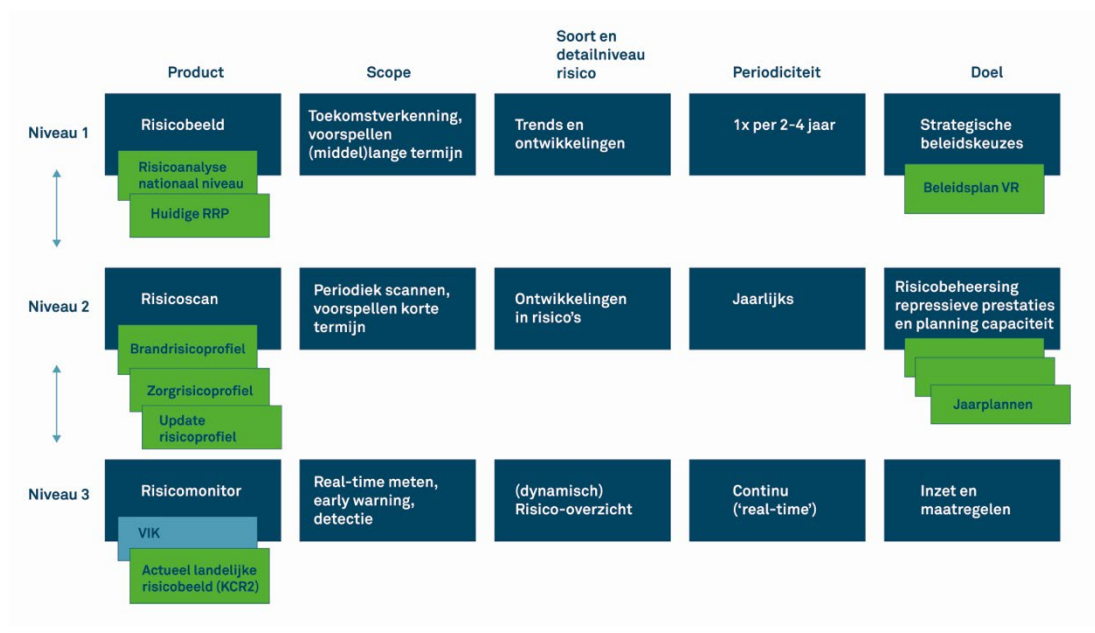 Product
Scope
Soort en
detailniveau
risico
Periodiciteit
Doel
Niveau 1
Risicobeeld
Risicoanalyse
nationaal niveau
Huidige RRP
Toekomstverkenning,
voorspellen
(middel)lange termijn
Trends en
ontwikkelingen
1x per 2-4 jaar
Strategische
beleidskeuzes
Beleidsplan VR
Niveau 2
Risicoscan
Brandrisicoprofiel
Zorgrisicoprofiel
Update
risicoprofiel
Periodiek scannen,
voorspellen korte
termijn
Ontwikkelingen
in risico’s
Jaarlijks
Risicobeheersing
repressieve prestaties
en planning capaciteit
Jaarplannen
Niveau 3
Risicomonitor
VIK
Actueel landelijke
risicobeeld (KCR2)
Real-time meten,
early warning,
detectie
(dynamisch)
Risico-overzicht
Continu
(‘real-time’)
Inzet en
maatregelen